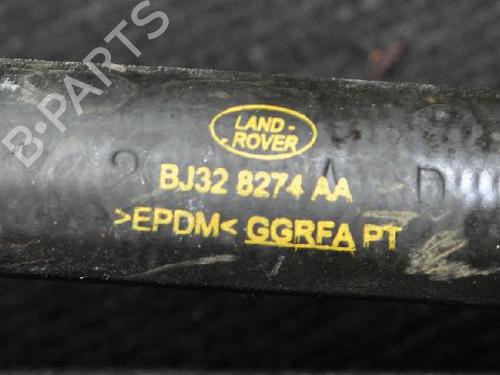 B-PARTS
LAND-
ROVER
BJ32 8274 AA
>EPDM< GGRFA PT